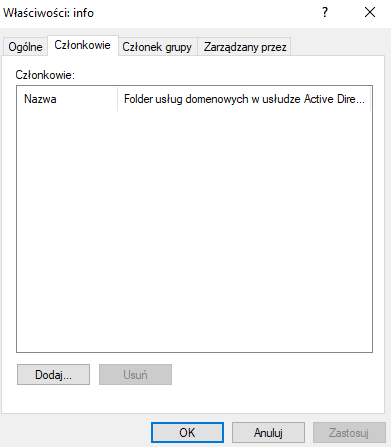 Właściwości: info
Ogólne Członkowie Członek grupy Zarządzany przez
Członkowie:
Nazwa Folder usług domenowych w usłudze Active Dire...
Dodaj... Usuń
OK Anuluj Zastosuj